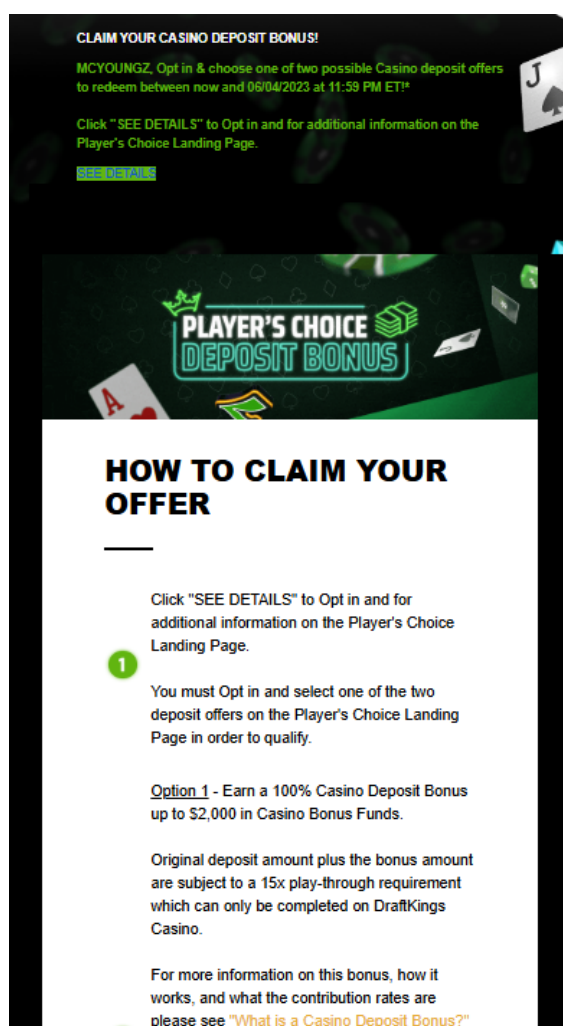 CLAIM YOUR CASINO DEPOSIT BONUS!
MCYOUNGZ, Opt in & choose one of two possible Casino deposit offers
to redeem between now and 06/04/2023 at 11:59 PM ET!*
Click "SEE DETAILS" to Opt in and for additional information on the
Player's Choice Landing Page.
SEE DETAILS
J
PLAYER'S CHOICE
DEPOSIT BONUS
A
HOW TO CLAIM YOUR
OFFER
Click "SEE DETAILS" to Opt in and for
additional information on the Player's Choice
Landing Page.
1
You must Opt in and select one of the two
deposit offers on the Player's Choice Landing
Page in order to qualify.
Option 1 - Earn a 100% Casino Deposit Bonus
up to $2,000 in Casino Bonus Funds.
Original deposit amount plus the bonus amount
are subject to a 15x play-through requirement
which can only be completed on DraftKings
Casino.
For more information on this bonus, how it
works, and what the contribution rates are
please see "What is a Casino Deposit Bonus?"